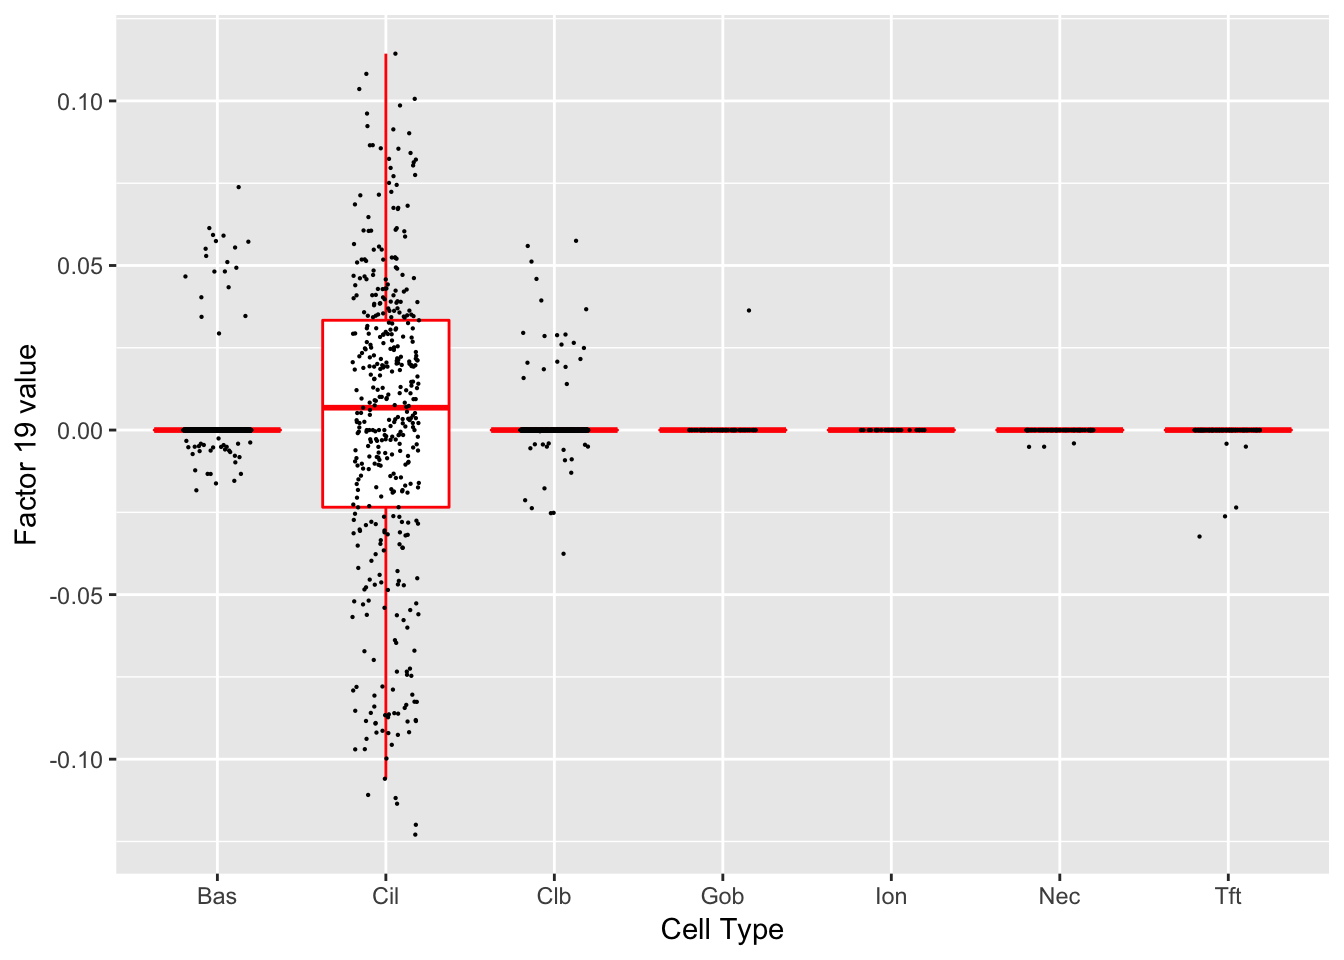 Factor 19 value
0.10
0.05
0.00
-0.05
-0.10
Bas Cil Clb Gob Ion Nec Tft
Cell Type